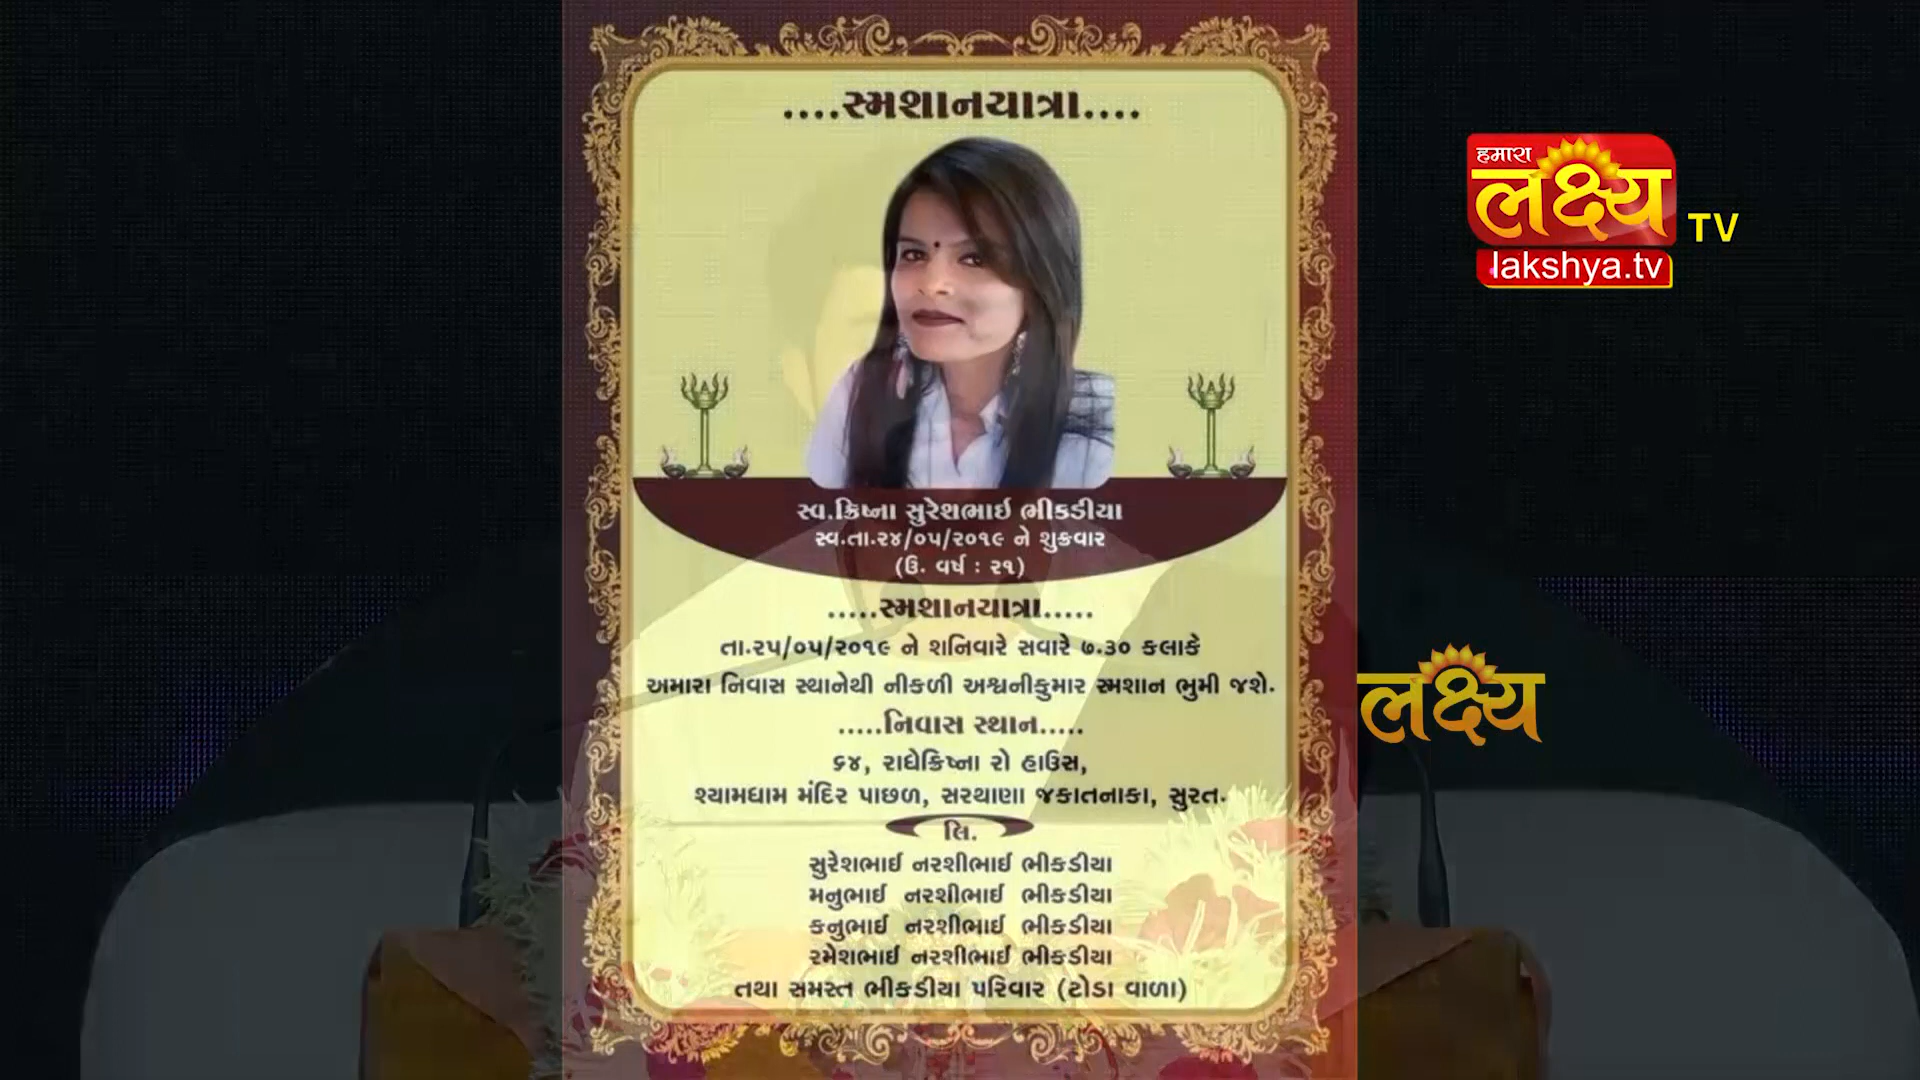 ....સ્મશાનયાત્રા....
હમારા
લક્ષ્ય TV
lakshya.tv
સ્વ.ક્રિષ્ના સુરેશભાઇ ભીકડીયા
સ્વ.તા.૨૪/૦૫/૨૦૧૯ ને શુક્રવાર
(ઉ. વર્ષ : ૨૧)
.....સ્મશાનયાત્રા.....
તા.૨૫/૦૫/૨૦૧૯ ને શનિવારે સવારે ૭.૩૦ કલાકે
અમારા નિવાસ સ્થાનેથી નીકળી અશ્વનીકુમાર સ્મશાન ભુમી જશે.
લક્ષ્ય
.....નિવાસ સ્થાન.....
૬૪, રાધેક્રિષ્ના રો હાઉસ,
શ્યામધામ મંદિર પાછળ, સરથાણા જકાતનાકા, સુરત.
લિ.
સુરેશભાઈ નરશીભાઈ ભીકડીયા
મનુભાઈ નરશીભાઈ ભીકડીયા
કનુભાઈ નરશીભાઈ ભીકડીયા
રમેશભાઈ નરશીભાઈ ભીકડીયા
તથા સમસ્ત ભીકડીયા પરિવાર (ટોડા વાળા)